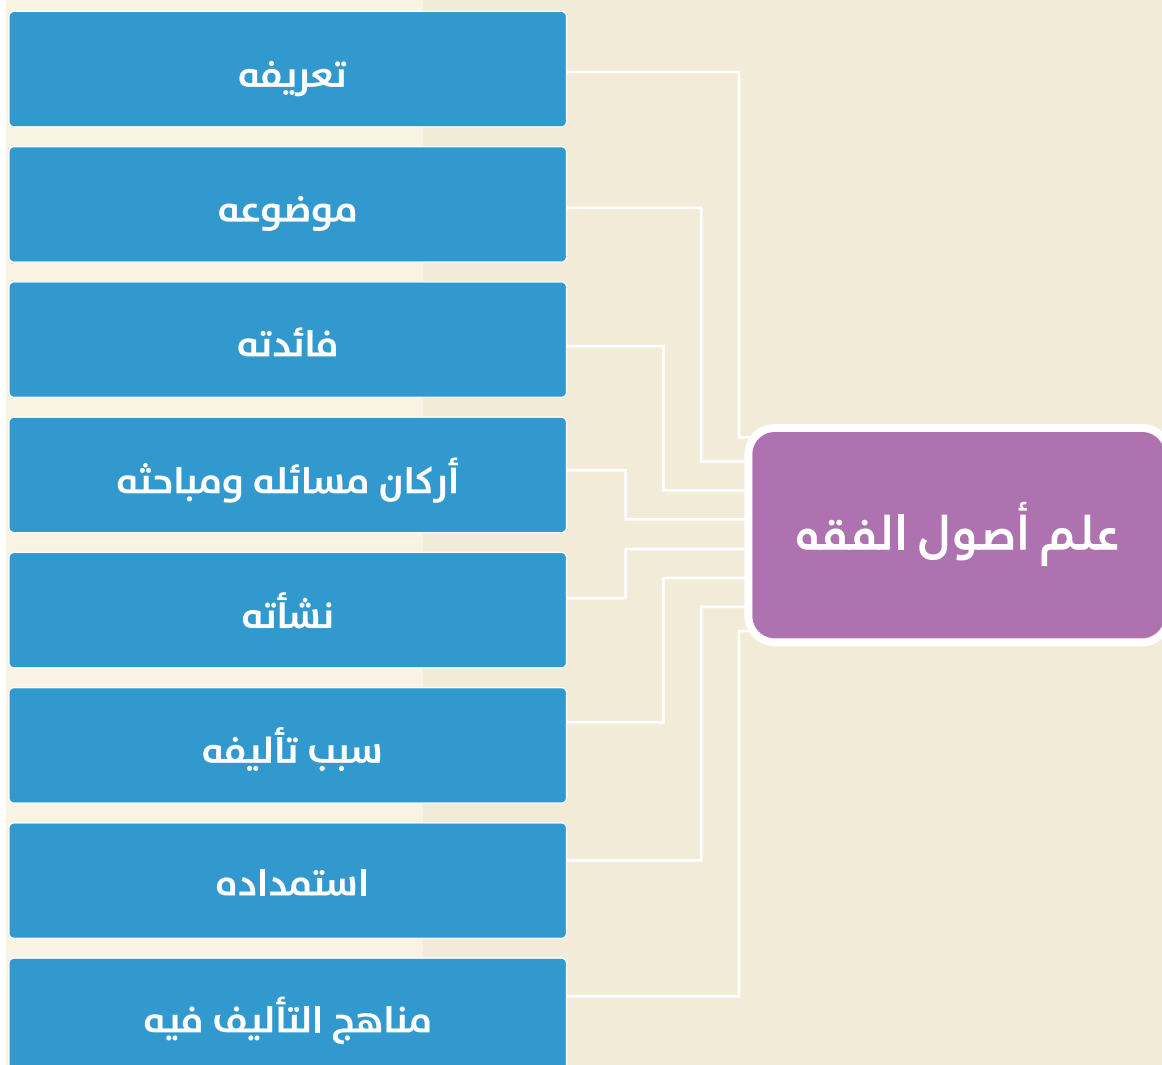 علم أصول الفقه
تعريفه
موضوعه
فائدته
أركان مسائله ومباحثه
نشأته
سبب تأليفه
استمداده
مناهج التأليف فيه